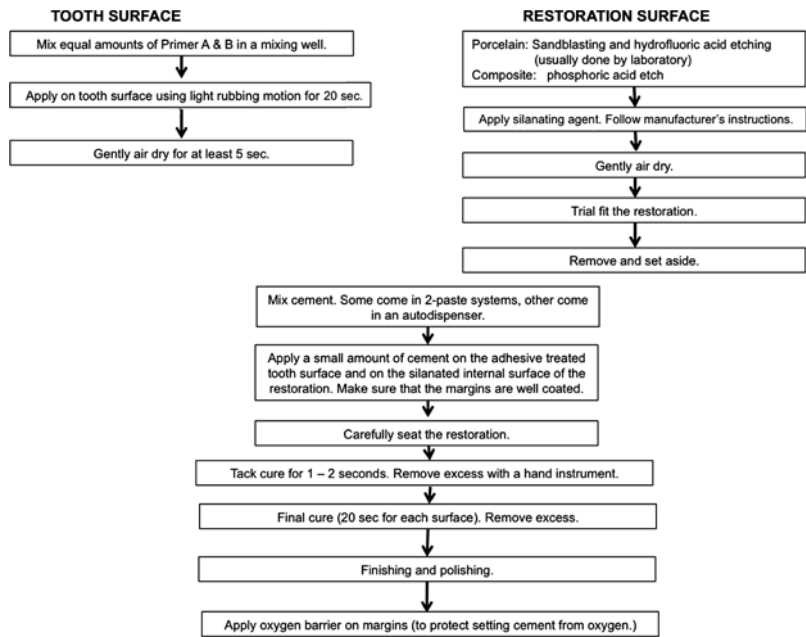 TOOTH SURFACE
Mix equal amounts of Primer A & B in a mixing well.
Apply on tooth surface using light rubbing motion for 20 sec.
Gently air dry for at least 5 sec.
RESTORATION SURFACE
Porcelain: Sandblasting and hydrofluoric acid etching
(usually done by laboratory)
Composite: phosphoric acid etch
Apply silanating agent. Follow manufacturer's instructions.
Gently air dry.
Trial fit the restoration.
Remove and set aside.
Mix cement. Some come in 2-paste systems, other come
in an autodispenser.
Apply a small amount of cement on the adhesive treated
tooth surface and on the silanated internal surface of
the restoration. Make sure that the margins are well coated.
Carefully seat the restoration.
Tack cure for 1 – 2 seconds. Remove excess with a hand instrument.
Final cure (20 sec for each surface). Remove excess.
Finishing and polishing.
Apply oxygen barrier on margins (to protect setting cement from oxygen.)